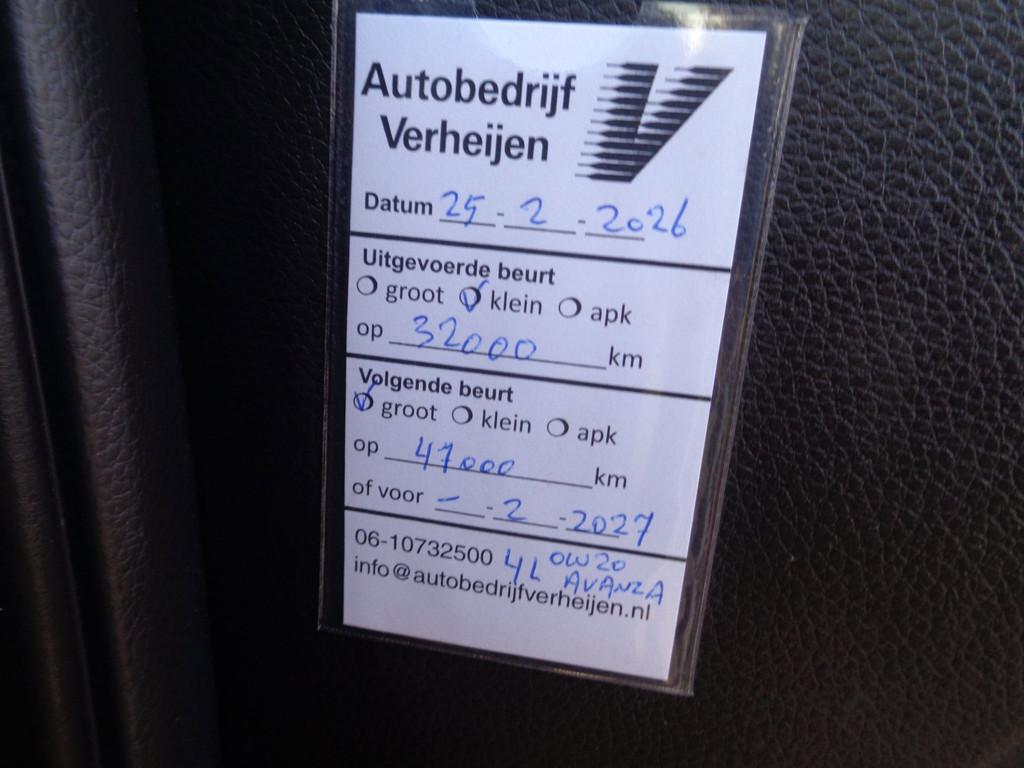 Autobedrijf
Verheijen
V
Datum 25 - 2 - 2026
Uitgevoerde beurt
groot klein apk
op 32000 km
Volgende beurt
groot klein apk
op 47000 km
of voor - - 2 - 2027
06-10732500 4L 0W20
AVANZA
info@autobedrijfverheijen.nl